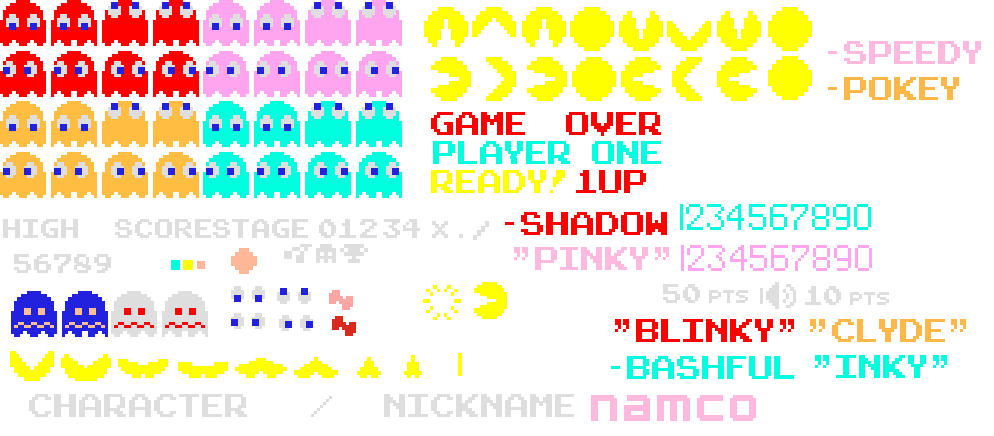 -SPEEDY
-POKEY
GAME OVER
PLAYER ONE
READY! 1UP
HIGH SCORESTAGE 01234 x . /
-SHADOW 1234567890
56789
"PINKY" 1234567890
50 PTS 10 PTS
"BLINKY" "CLYDE"
-BASHFUL "INKY"
CHARACTER / NICKNAME namco